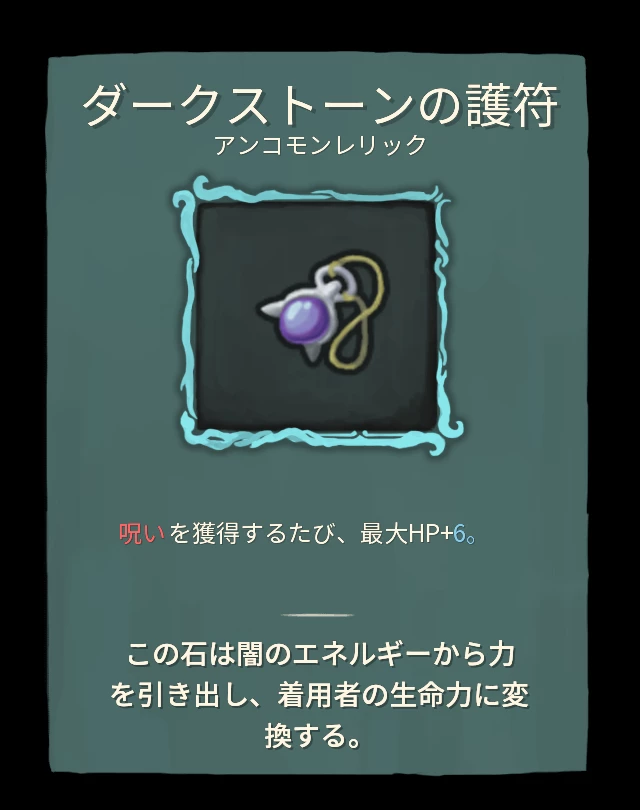 ダークストーンの護符
アンコモンレリック
呪いを獲得するたび、最大HP+6。
この石は闇のエネルギーから力
を引き出し、着用者の生命力に変
換する。